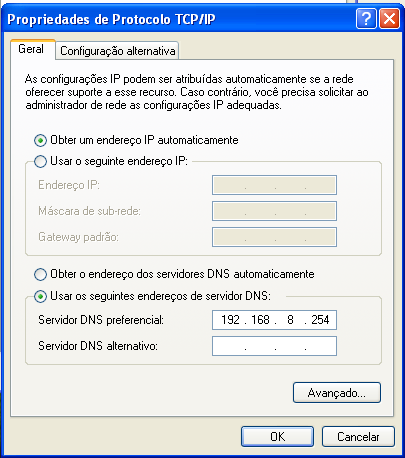 Propriedades de Protocolo TCP/IP
Geral
Configuração alternativa
As configurações IP podem ser atribuídas automaticamente se a rede
oferecer suporte a esse recurso. Caso contrário, você precisa solicitar ao
administrador de rede as configurações IP adequadas.
Obter um endereço IP automaticamente
Usar o seguinte endereço IP:
Endereço IP:
Máscara de sub-rede:
Gateway padrão:
Obter o endereço dos servidores DNS automaticamente
Usar os seguintes endereços de servidor DNS:
Servidor DNS preferencial: 192 . 168 . 8 . 254
Servidor DNS alternativo: . . .
Avançado...
OK
Cancelar